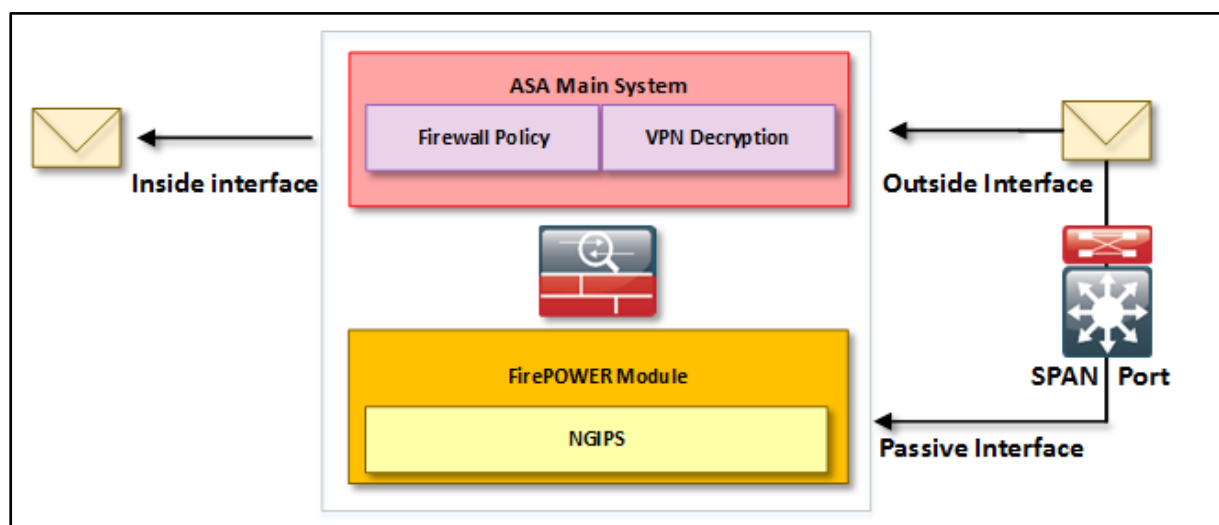 ASA Main System
Firewall Policy
VPN Decryption
Inside interface
Outside Interface
FirePOWER Module
NGIPS
SPAN Port
Passive Interface